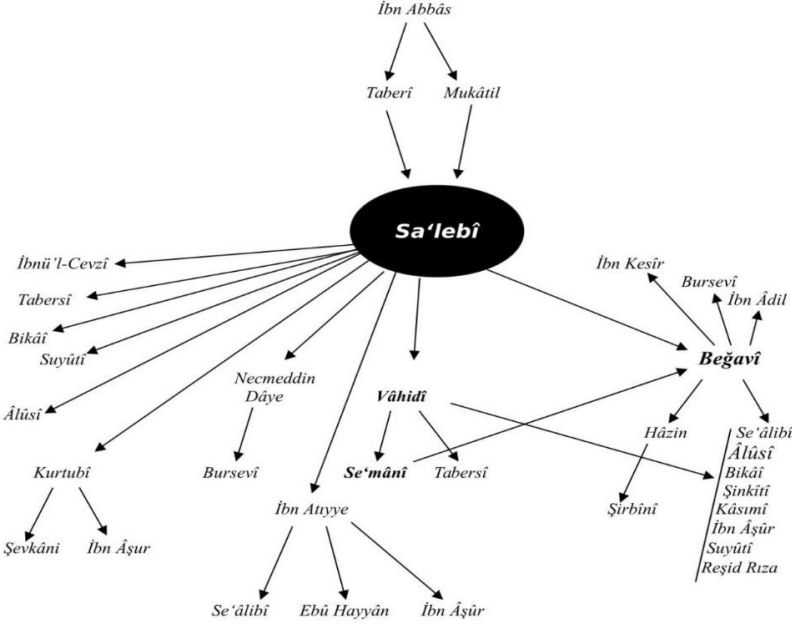 İbn Abbâs
Taberî
Mukâtil
Sa‘lebî
İbnü’l-Cevzî
Tabersî
Bikâî
Suyûtî
Âlûsî
Kurtubî
Şevkâni
İbn Âşur
Necmeddin
Dâye
Bursevî
İbn Atıyye
Se‘âlibî
Ebû Hayyân
İbn Âşûr
Vâhidî
Se‘mânî
Tabersî
İbn Kesîr
Bursevî
İbn Âdil
Beğavî
Hâzin
Şirbînî
Se‘âlibî
Âlûsî
Bikâî
Şinkîtî
Kâsımî
İbn Âşûr
Suyûtî
Reşid Rıza